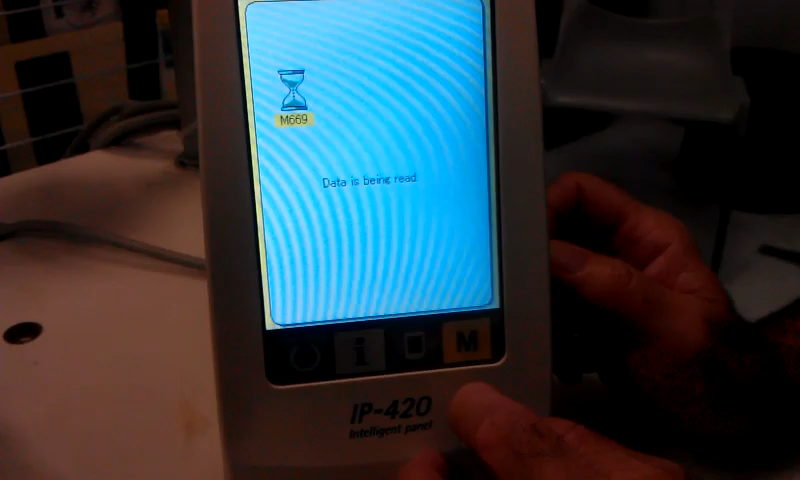 M669
Data is being read.
i
M
IP-420
Intelligent panel